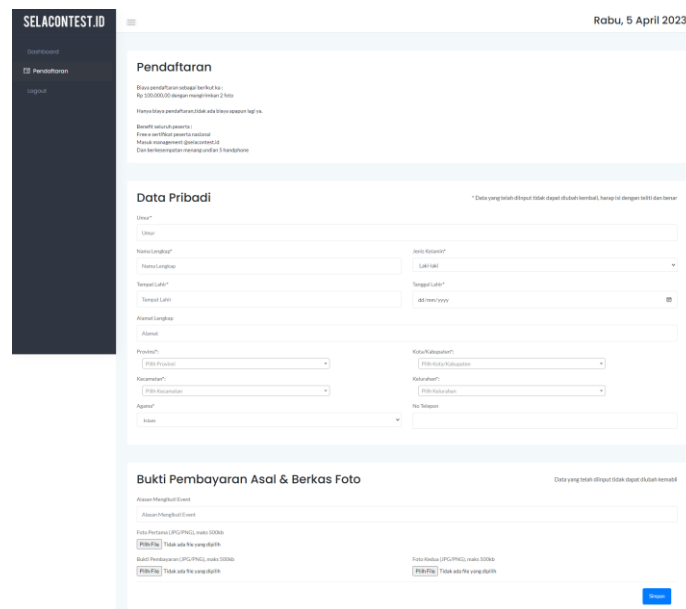 SELACONTEST.ID
Rabu, 5 April 2023
Dashboard
Pendaftaran
Logout
Pendaftaran
Biaya pendaftaran sebagai berikut ka :
Rp 100.000,00 dengan mengirimkan 2 foto
Hanya biaya pendaftaran,tidak ada biaya apapun lagi ya.
Benefit seluruh peserta :
Free e sertifikat peserta nasional
Masuk management @selacontest.id
Dan berkesempatan menang undian 5 handphone
Data Pribadi
* Data yang telah diinput tidak dapat diubah kembali, harap isi dengan teliti dan benar
Umur*
Umur
Nama Lengkap*
Jenis Kelamin*
Nama Lengkap
Laki laki
Tempat Lahir*
Tanggal Lahir*
Tempat Lahir
dd/mm/yyyy
Alamat Lengkap
Alamat
Provinsi*:
Kota/Kabupaten*:
Pilih Provinsi
Pilih Kota/Kabupaten
Kecamatan*:
Kelurahan*:
Pilih Kecamatan
Pilih Kelurahan
Agama*
No Telepon
Islam
Bukti Pembayaran Asal & Berkas Foto
Data yang telah diinput tidak dapat diubah kemabli
Alasan Mengikuti Event
Alasan Mengikuti Event
Foto Pertama (JPG/PNG), maks 500kb
Pilih File Tidak ada file yang dipilih
Bukti Pembayaran (JPG/PNG), maks 500kb
Foto Kedua (JPG/PNG), maks 500kb
Pilih File Tidak ada file yang dipilih
Pilih File Tidak ada file yang dipilih
Simpan